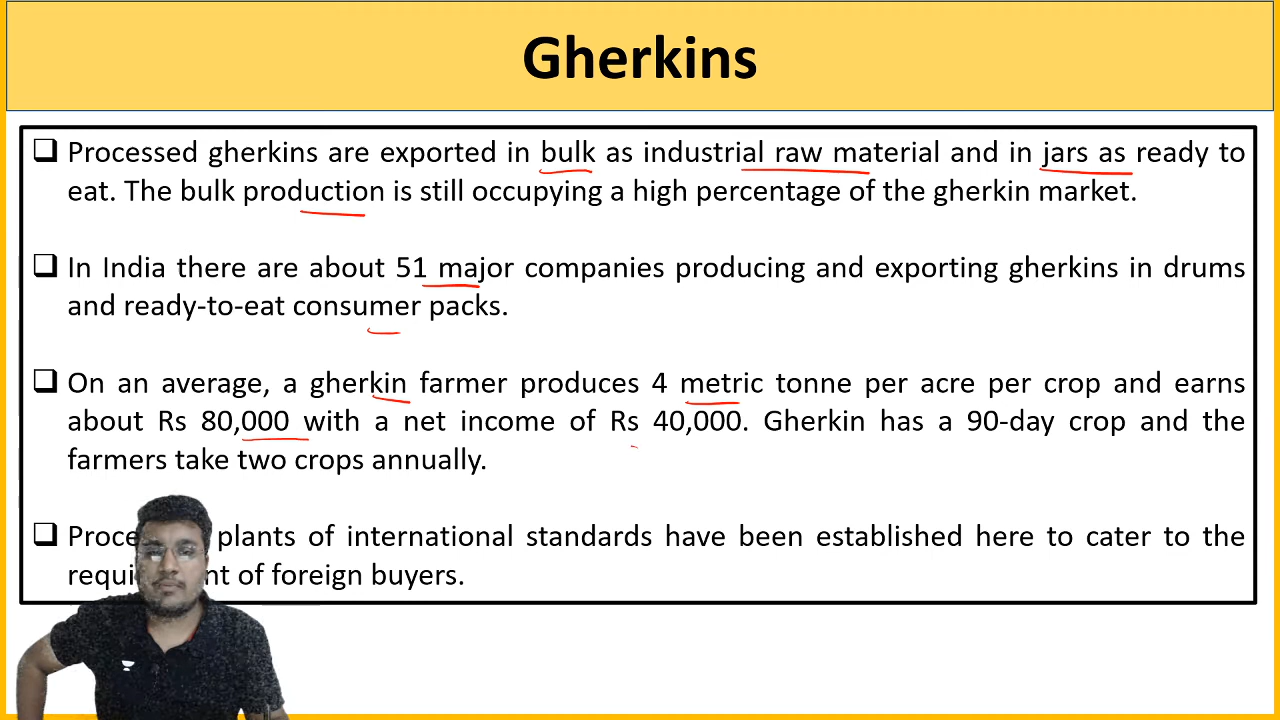 Gherkins
Processed gherkins are exported in bulk as industrial raw material and in jars as ready to
eat. The bulk production is still occupying a high percentage of the gherkin market.
In India there are about 51 major companies producing and exporting gherkins in drums
and ready-to-eat consumer packs.
On an average, a gherkin farmer produces 4 metric tonne per acre per crop and earns
about Rs 80,000 with a net income of Rs 40,000. Gherkin has a 90-day crop and the
farmers take two crops annually.
plants of international standards have been established here to cater to the
of foreign buyers.